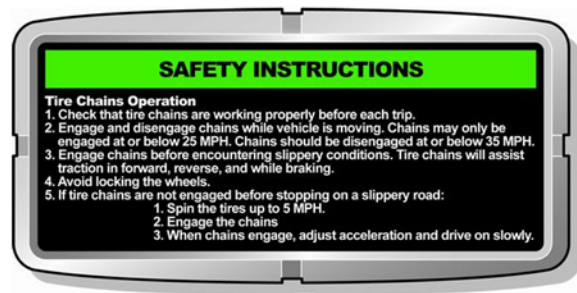 SAFETY INSTRUCTIONS
Tire Chains Operation
1. Check that tire chains are working properly before each trip.
2. Engage and disengage chains while vehicle is moving. Chains may only be
engaged at or below 25 MPH. Chains should be disengaged at or below 35 MPH.
3. Engage chains before encountering slippery conditions. Tire chains will assist
traction in forward, reverse, and while braking.
4. Avoid locking the wheels.
5. If tire chains are not engaged before stopping on a slippery road:
1. Spin the tires up to 5 MPH.
2. Engage the chains
3. When chains engage, adjust acceleration and drive on slowly.